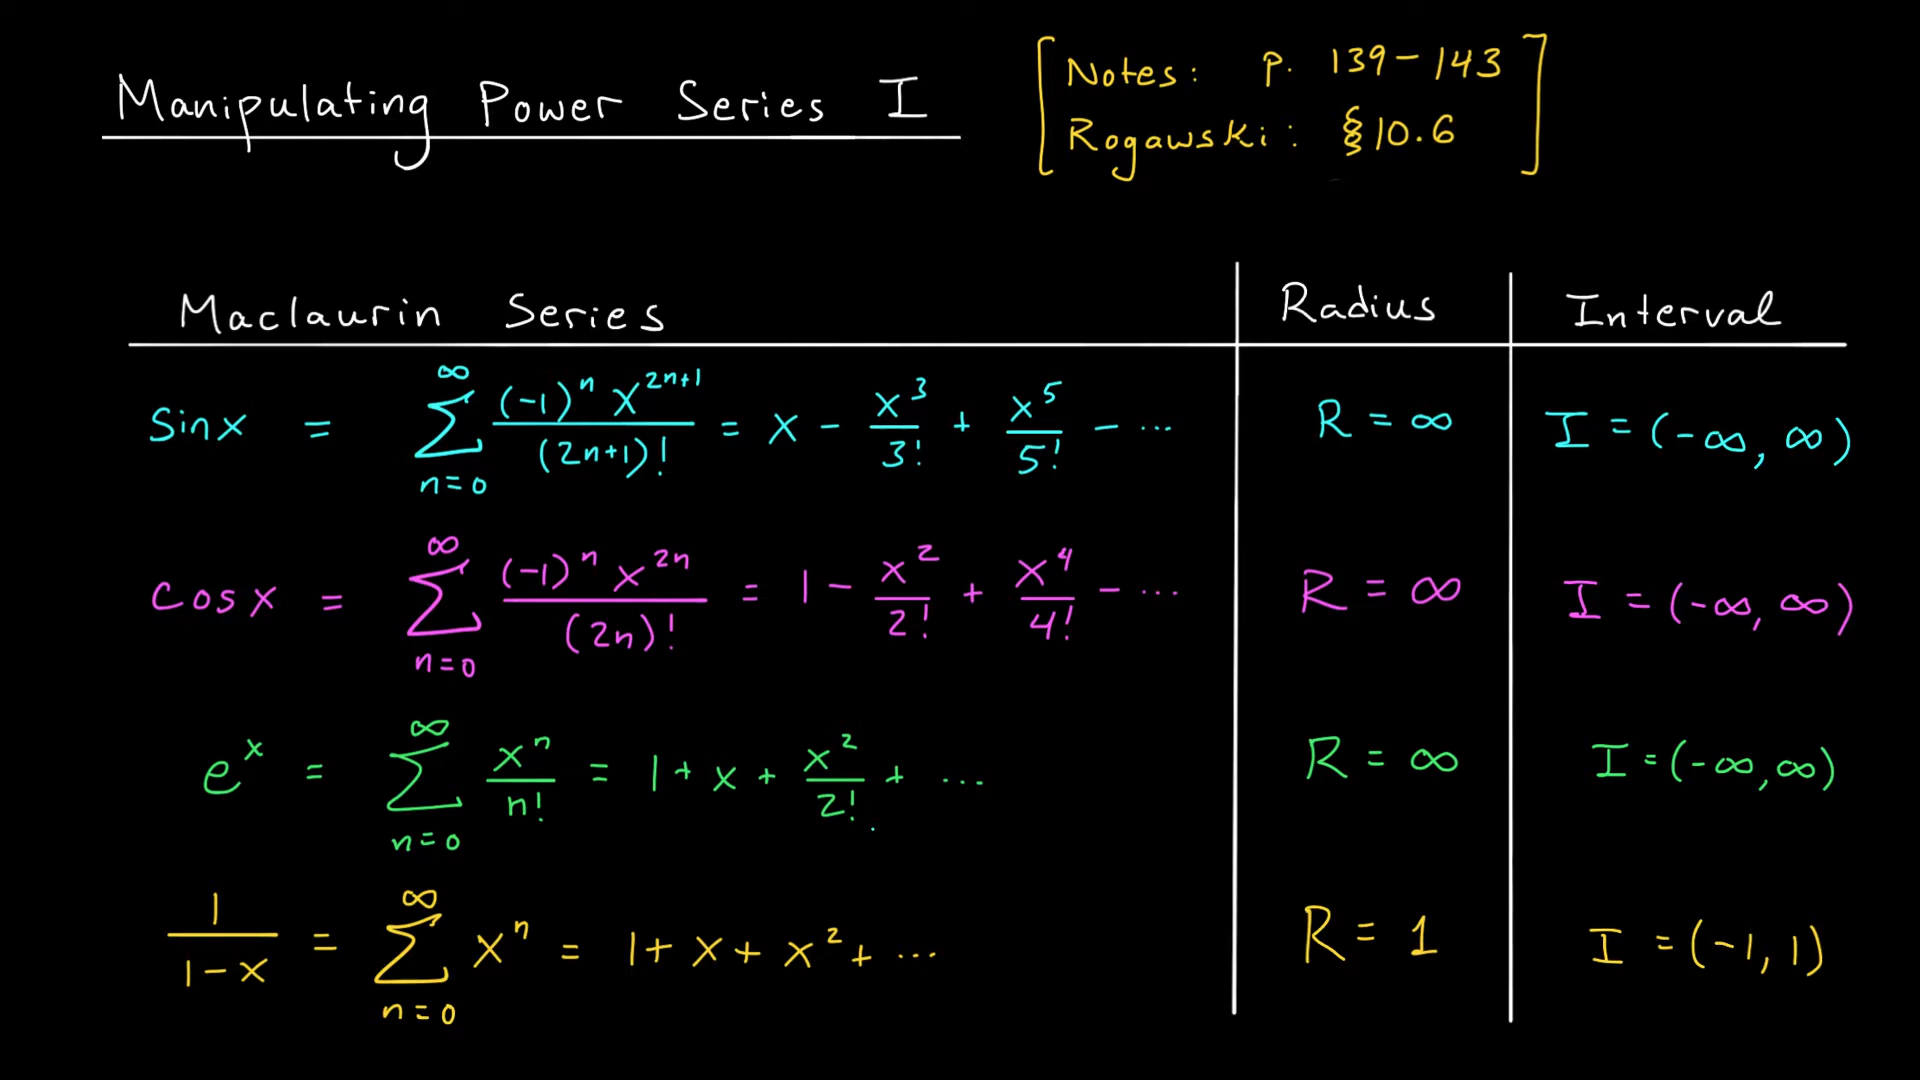 Manipulating Power Series I
[Notes: p. 139-143
Rogawski: §10.6]
Maclaurin Series Radius Interval
sin x = ∑_{n=0}^{∞} (-1)^n x^{2n+1} / (2n+1)! = x - x^3/3! + x^5/5! - ... R = ∞ I = (-∞, ∞)
cos x = ∑_{n=0}^{∞} (-1)^n x^{2n} / (2n)! = 1 - x^2/2! + x^4/4! - ... R = ∞ I = (-∞, ∞)
e^x = ∑_{n=0}^{∞} x^n / n! = 1 + x + x^2/2! + ... R = ∞ I = (-∞, ∞)
1/(1-x) = ∑_{n=0}^{∞} x^n = 1 + x + x^2 + ... R = 1 I = (-1, 1)